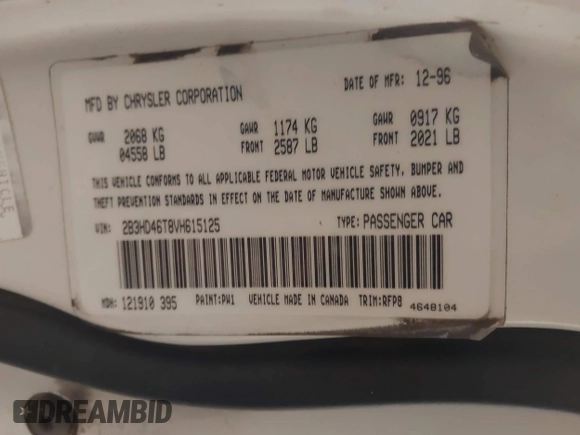 MFD BY CHRYSLER CORPORATION DATE OF MFR: 12-96
GVWR 2068 KG GAWR 1174 KG GAWR 0917 KG
04558 LB FRONT 2587 LB FRONT 2021 LB
THIS VEHICLE CONFORMS TO ALL APPLICABLE FEDERAL MOTOR VEHICLE SAFETY, BUMPER AND
THEFT PREVENTION STANDARDS IN EFFECT ON THE DATE OF MANUFACTURE SHOWN ABOVE.
VIN: 2B3HD46T8VH615125 TYPE: PASSENGER CAR
MDH: 121910 395 PAINT:PW1 VEHICLE MADE IN CANADA TRIM:RFP8 4648104
DREAMBID